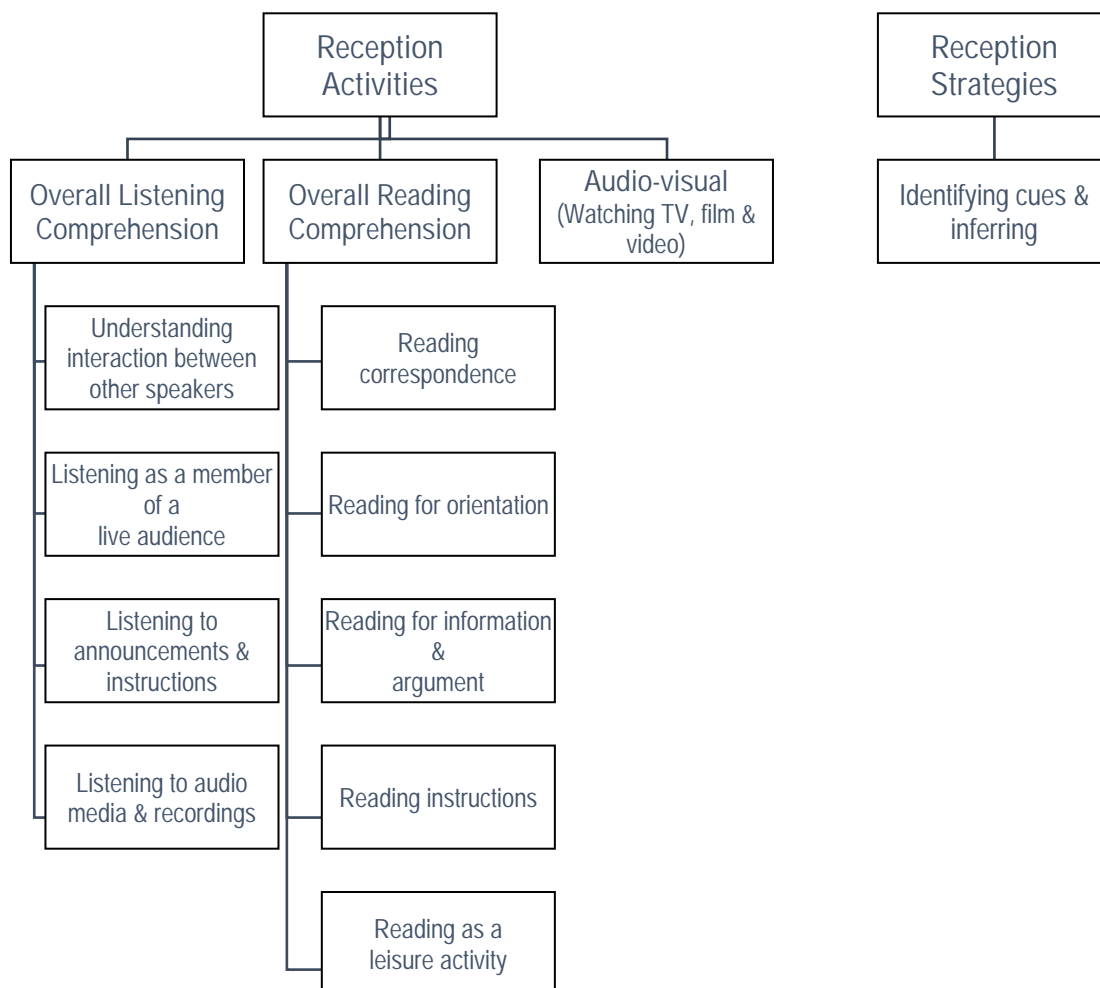 Reception
Activities
Reception
Strategies
Overall Listening
Comprehension
Overall Reading
Comprehension
Audio-visual
(Watching TV, film &
video)
Identifying cues &
inferring
Understanding
interaction between
other speakers
Reading
correspondence
Listening as a member
of a
live audience
Reading for orientation
Listening to
announcements &
instructions
Reading for information
&
argument
Listening to audio
media & recordings
Reading instructions
Reading as a
leisure activity